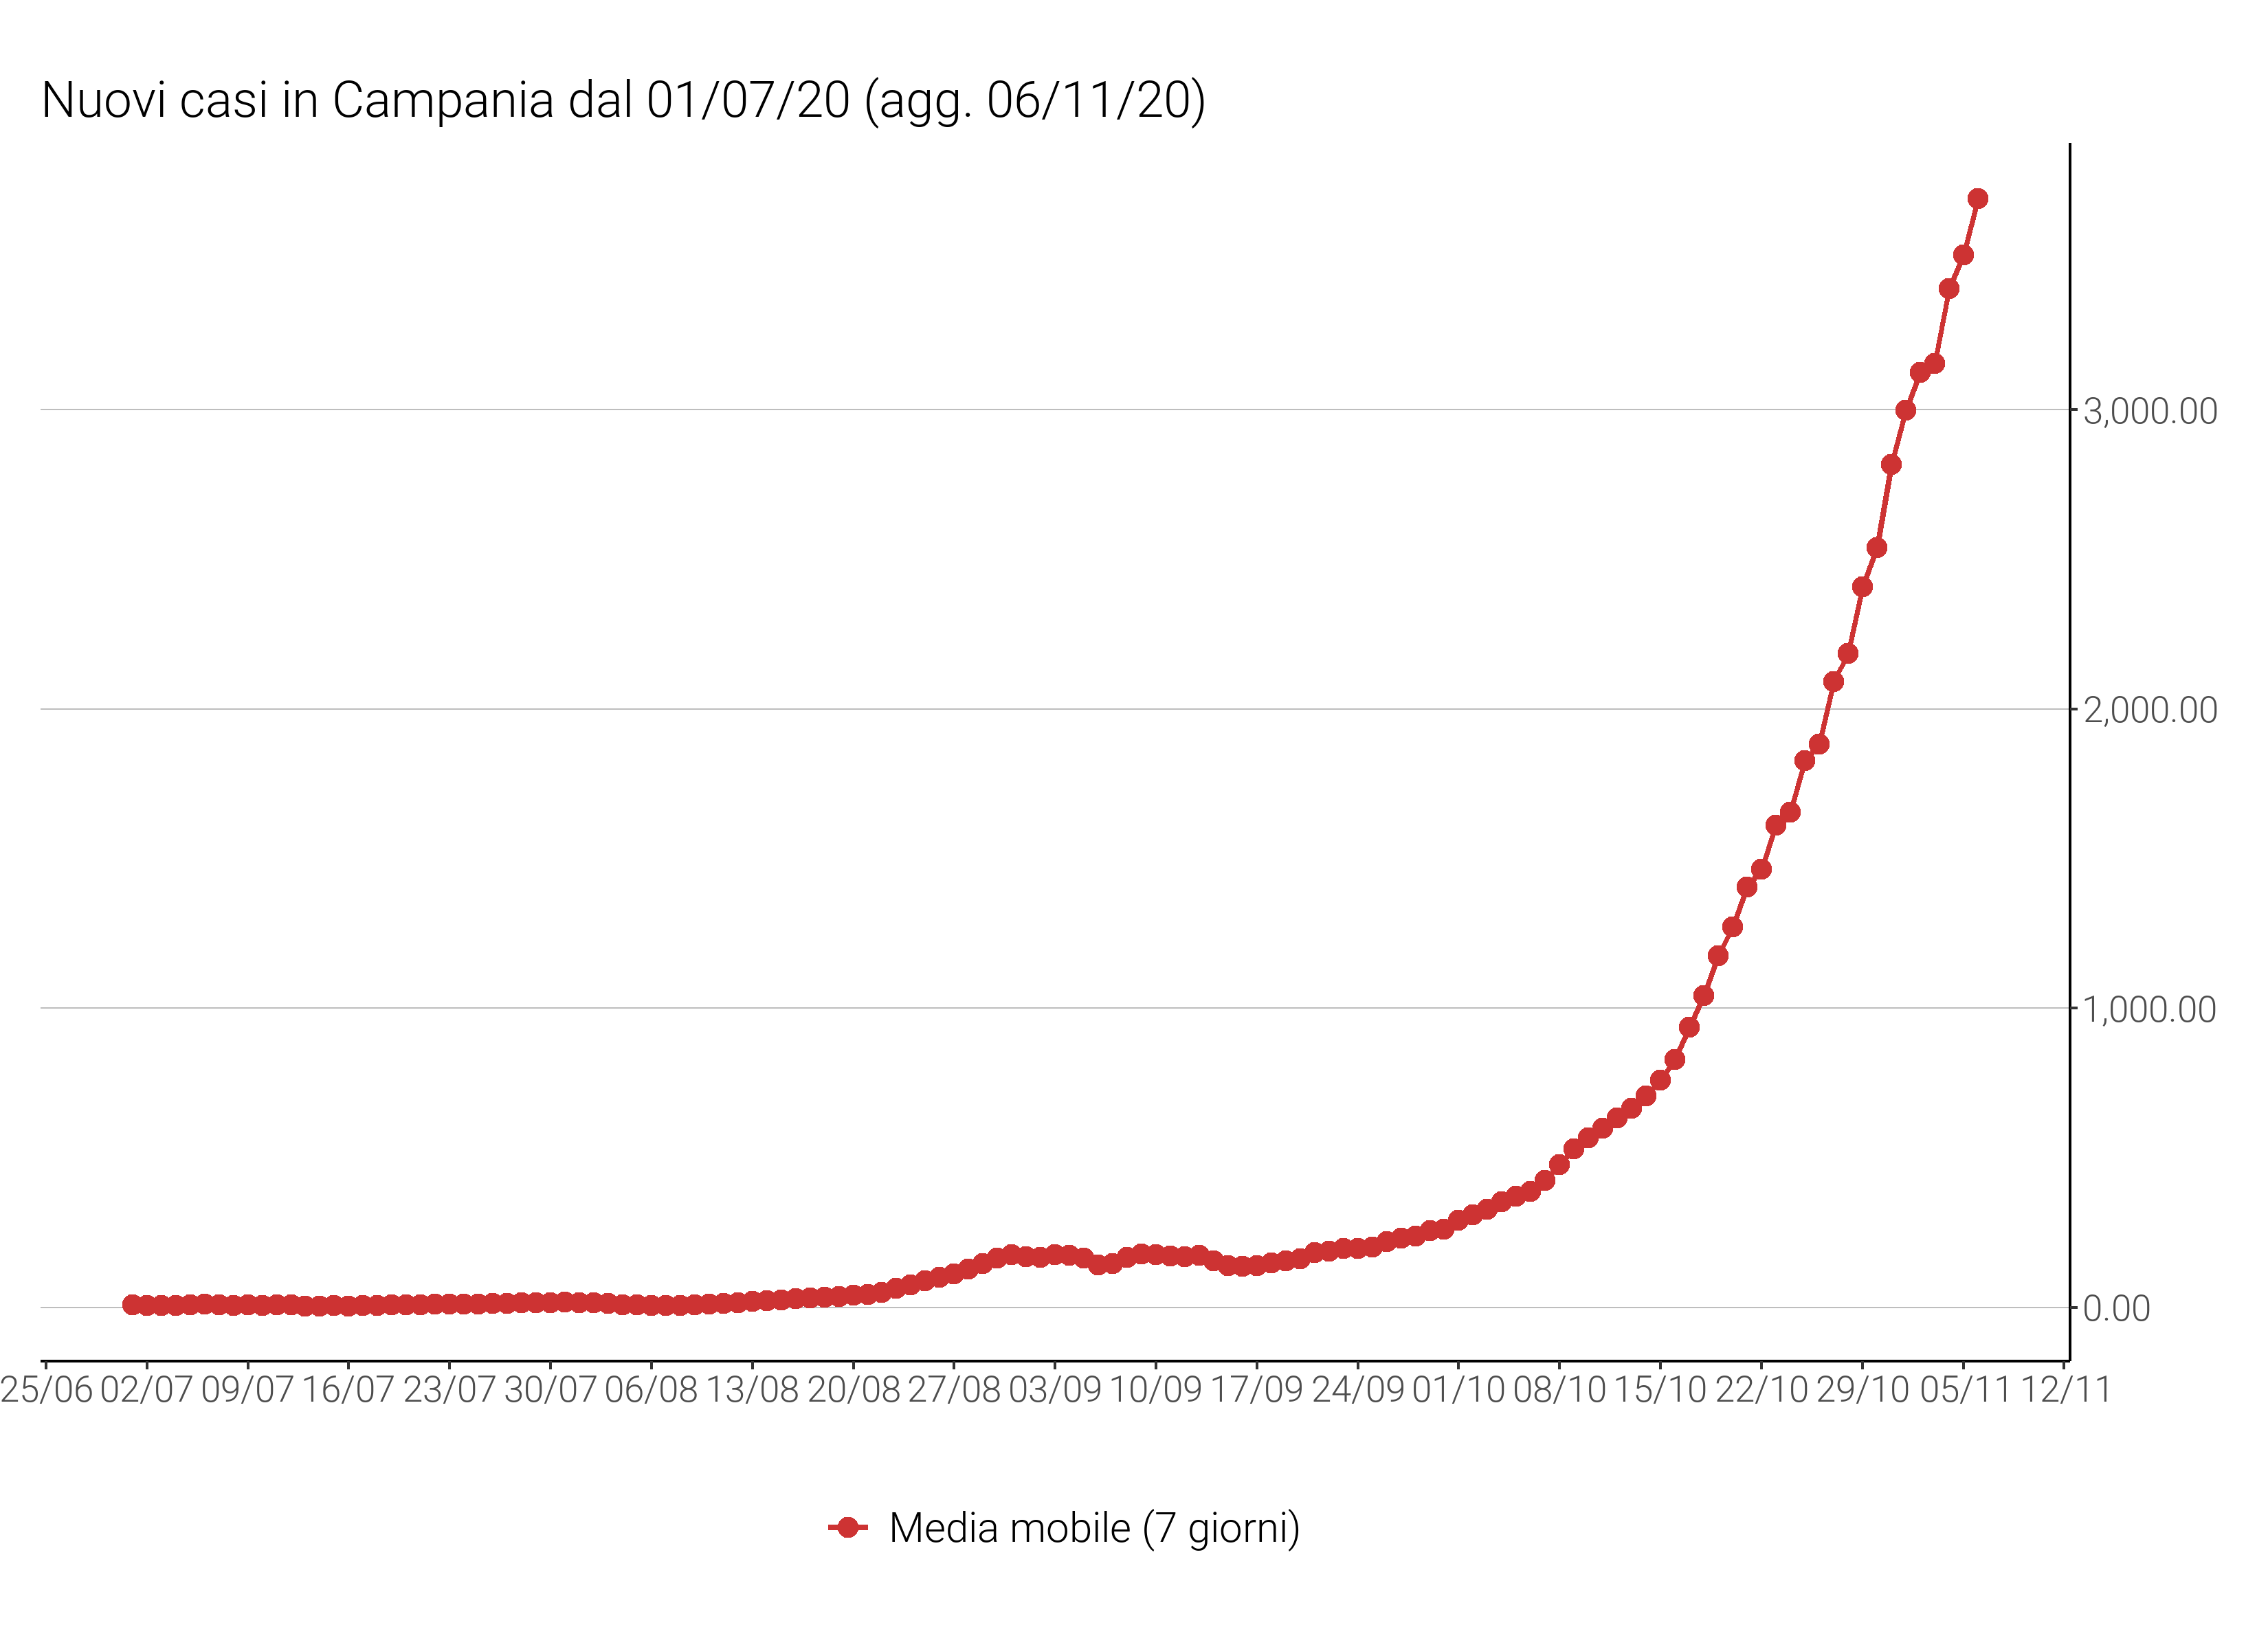 Nuovi casi in Campania dal 01/07/20 (agg. 06/11/20)
3,000.00
2,000.00
1,000.00
0.00
25/06 02/07 09/07 16/07 23/07 30/07 06/08 13/08 20/08 27/08 03/09 10/09 17/09 24/09 01/10 08/10 15/10 22/10 29/10 05/11 12/11
Media mobile (7 giorni)